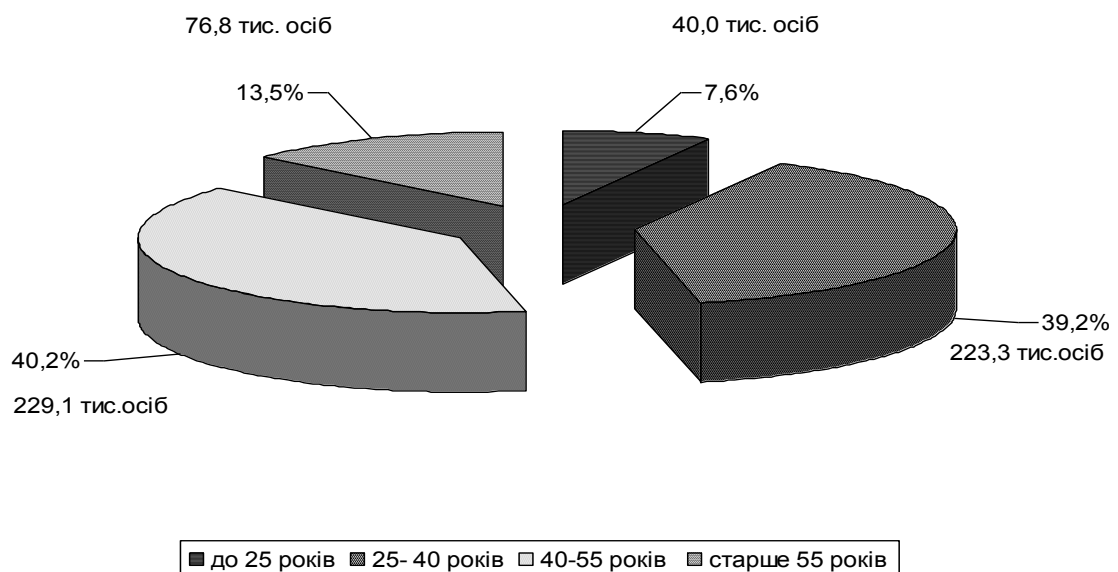 76,8 тис. осіб
40,0 тис. осіб
13,5%
7,6%
39,2%
223,3 тис.осіб
40,2%
229,1 тис.осіб
до 25 років 25- 40 років 40-55 років старше 55 років